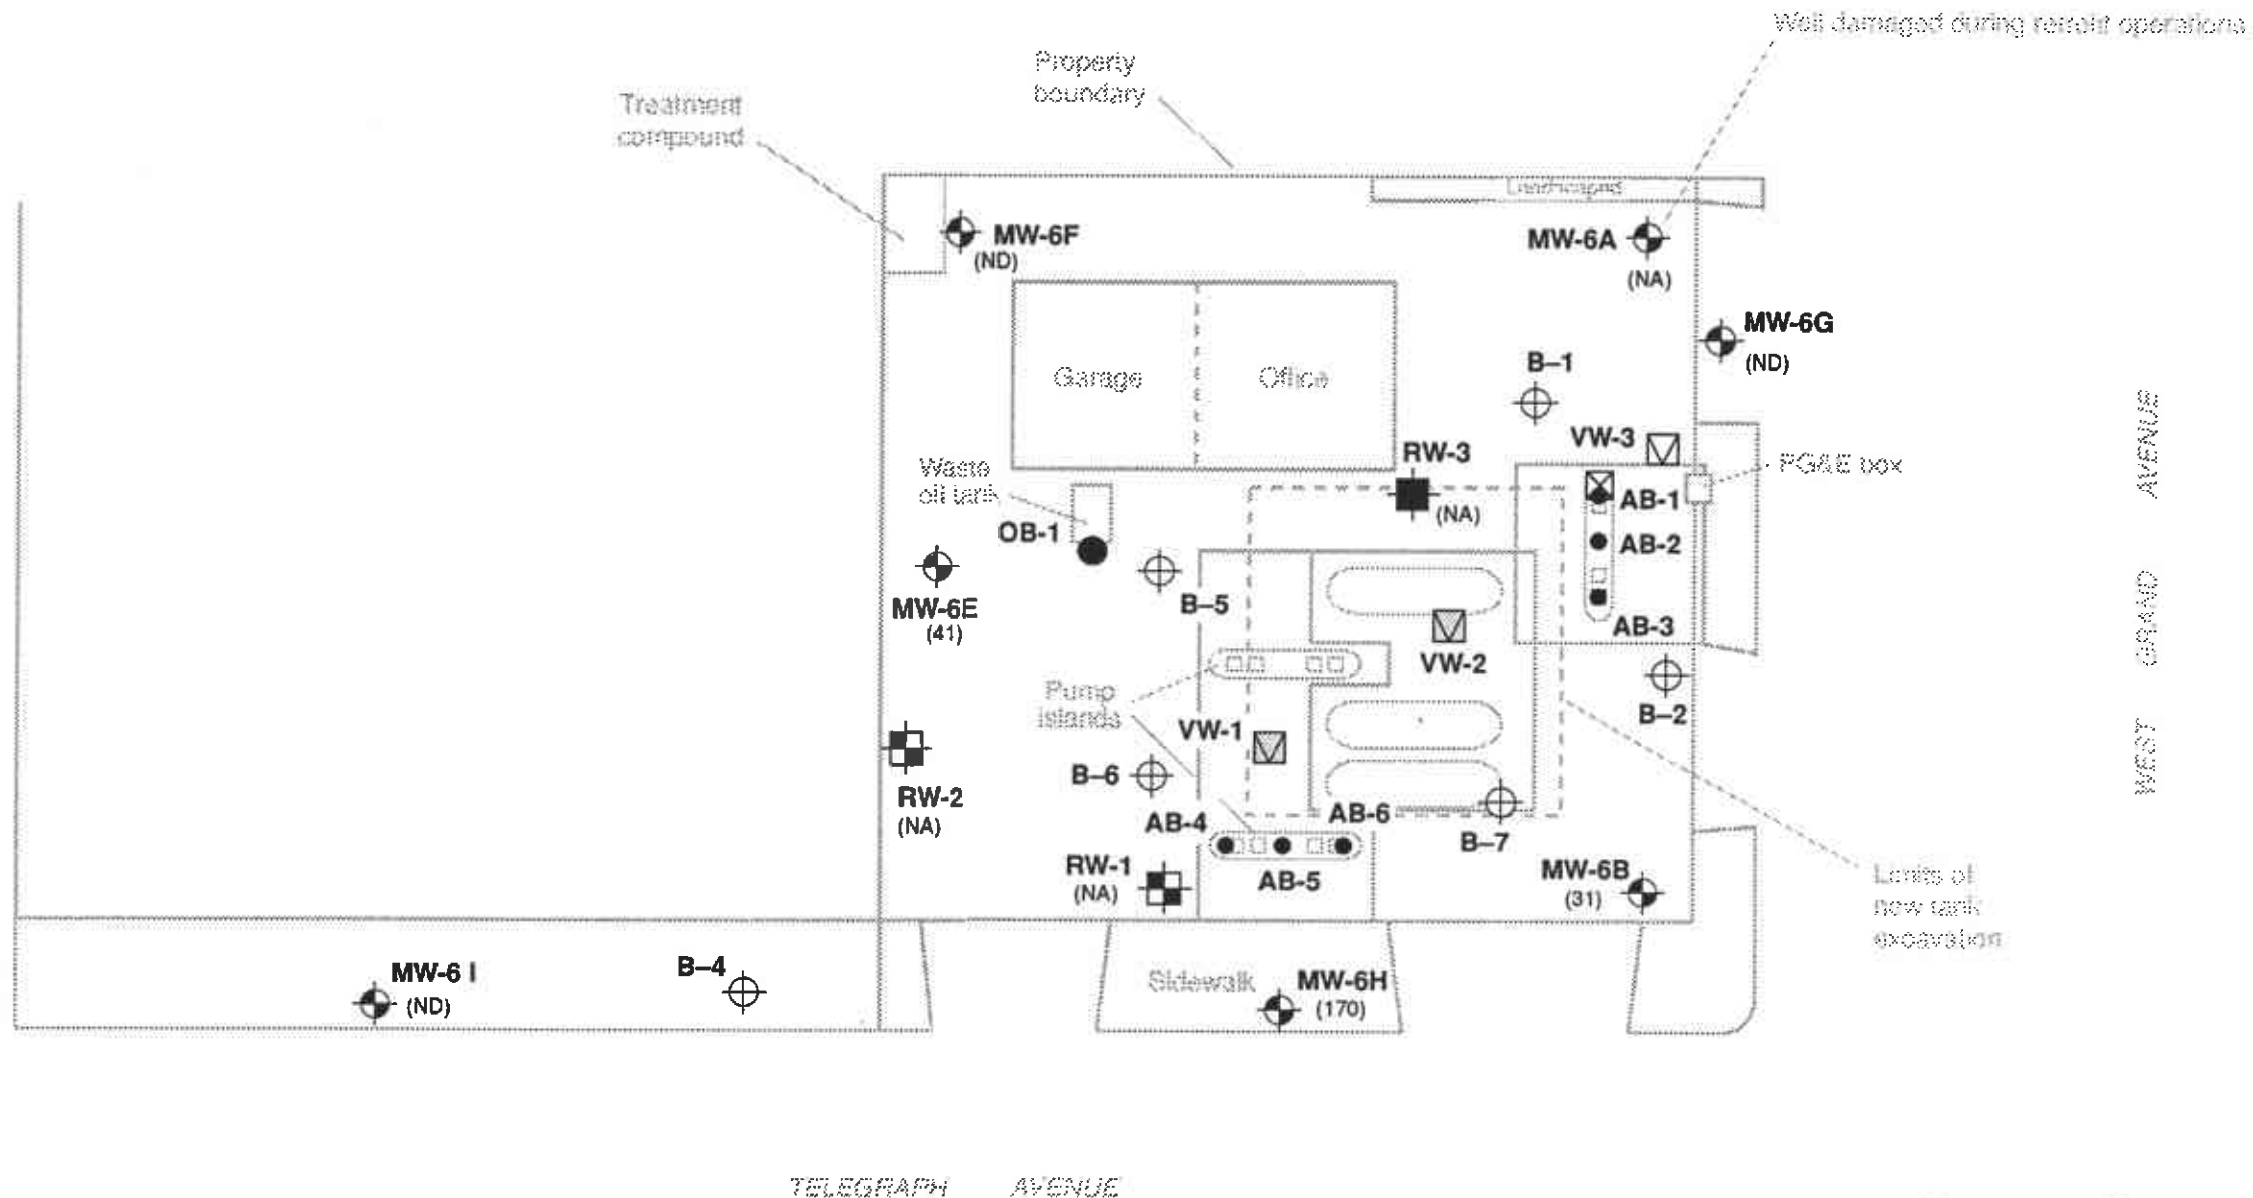 Well damaged during retrofit operations
Property
boundary
Treatment
compound
Landscaped
MW-6F
(ND)
MW-6A
(NA)
MW-6G
(ND)
B–1
Garage
Office
VW-3
RW-3
(NA)
PG&E box
Waste
oil tank
OB-1
AB-1
AB-2
AB-3
MW-6E
(41)
B–5
VW-2
Pump
islands
B–2
VW-1
B–6
RW-2
(NA)
AB-4
AB-6
B–7
AB-5
RW-1
(NA)
MW-6B
(31)
Limits of
new tank
excavation
MW-6 I
(ND)
B–4
Sidewalk
MW-6H
(170)
WEST GRAND AVENUE
TELEGRAPH AVENUE